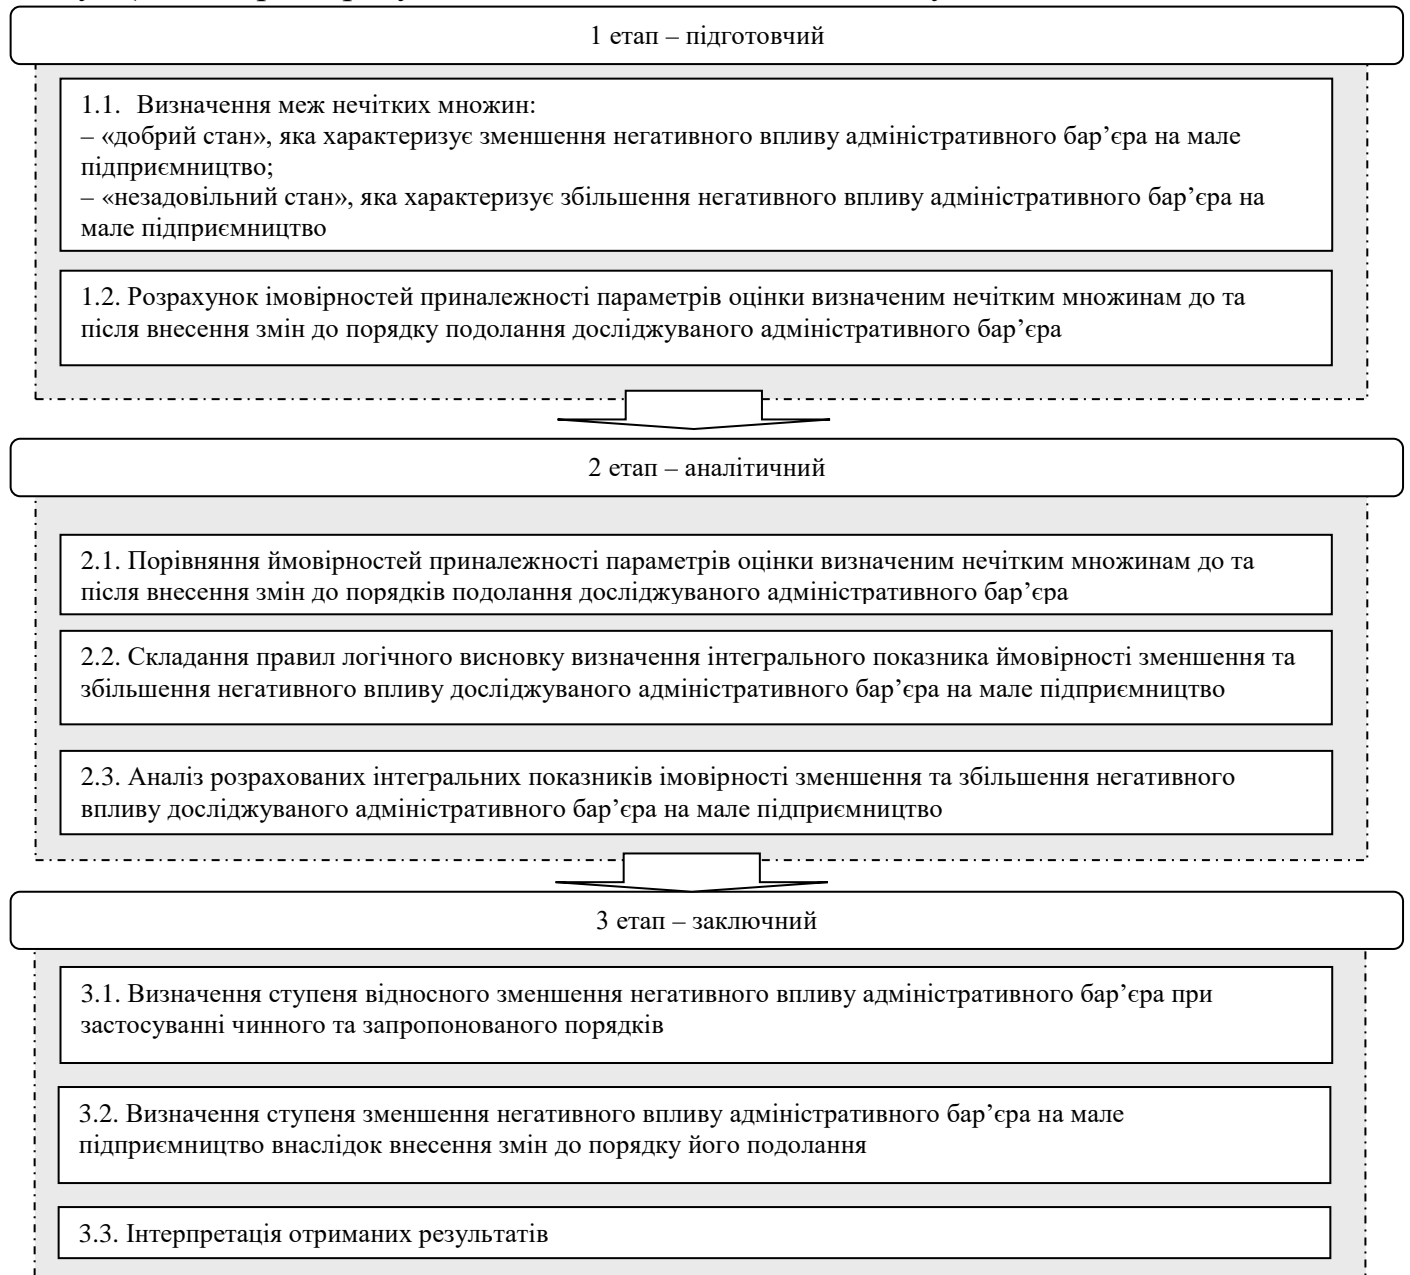 1 етап – підготовчий
1.1. Визначення меж нечітких множин:
– «добрий стан», яка характеризує зменшення негативного впливу адміністративного бар’єра на мале
підприємництво;
– «незадовільний стан», яка характеризує збільшення негативного впливу адміністративного бар’єра на
мале підприємництво
1.2. Розрахунок імовірностей приналежності параметрів оцінки визначеним нечітким множинам до та
після внесення змін до порядку подолання досліджуваного адміністративного бар’єра
2 етап – аналітичний
2.1. Порівняння ймовірностей приналежності параметрів оцінки визначеним нечітким множинам до та
після внесення змін до порядків подолання досліджуваного адміністративного бар’єра
2.2. Складання правил логічного висновку визначення інтегрального показника ймовірності зменшення та
збільшення негативного впливу досліджуваного адміністративного бар’єра на мале підприємництво
2.3. Аналіз розрахованих інтегральних показників імовірності зменшення та збільшення негативного
впливу досліджуваного адміністративного бар’єра на мале підприємництво
3 етап – заключний
3.1. Визначення ступеня відносного зменшення негативного впливу адміністративного бар’єра при
застосуванні чинного та запропонованого порядків
3.2. Визначення ступеня зменшення негативного впливу адміністративного бар’єра на мале
підприємництво внаслідок внесення змін до порядку його подолання
3.3. Інтерпретація отриманих результатів